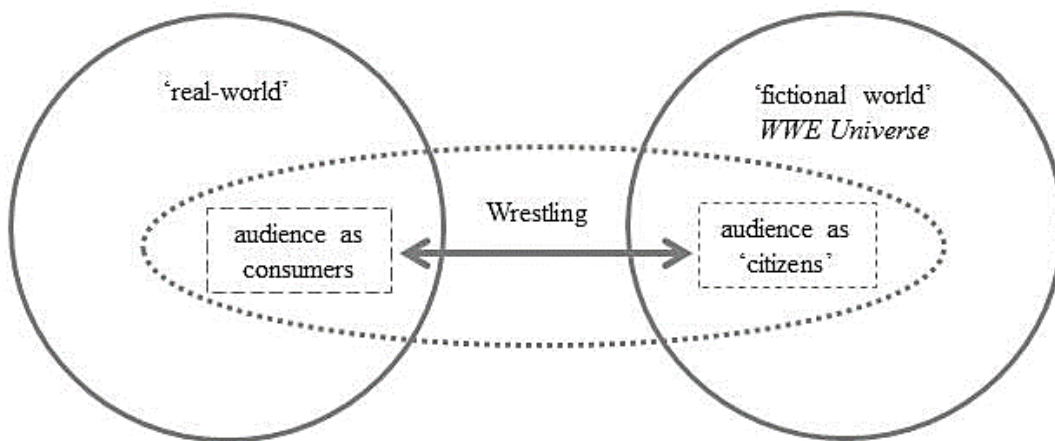 ‘real-world’
‘fictional world’
WWE Universe
Wrestling
audience as
consumers
audience as
‘citizens’